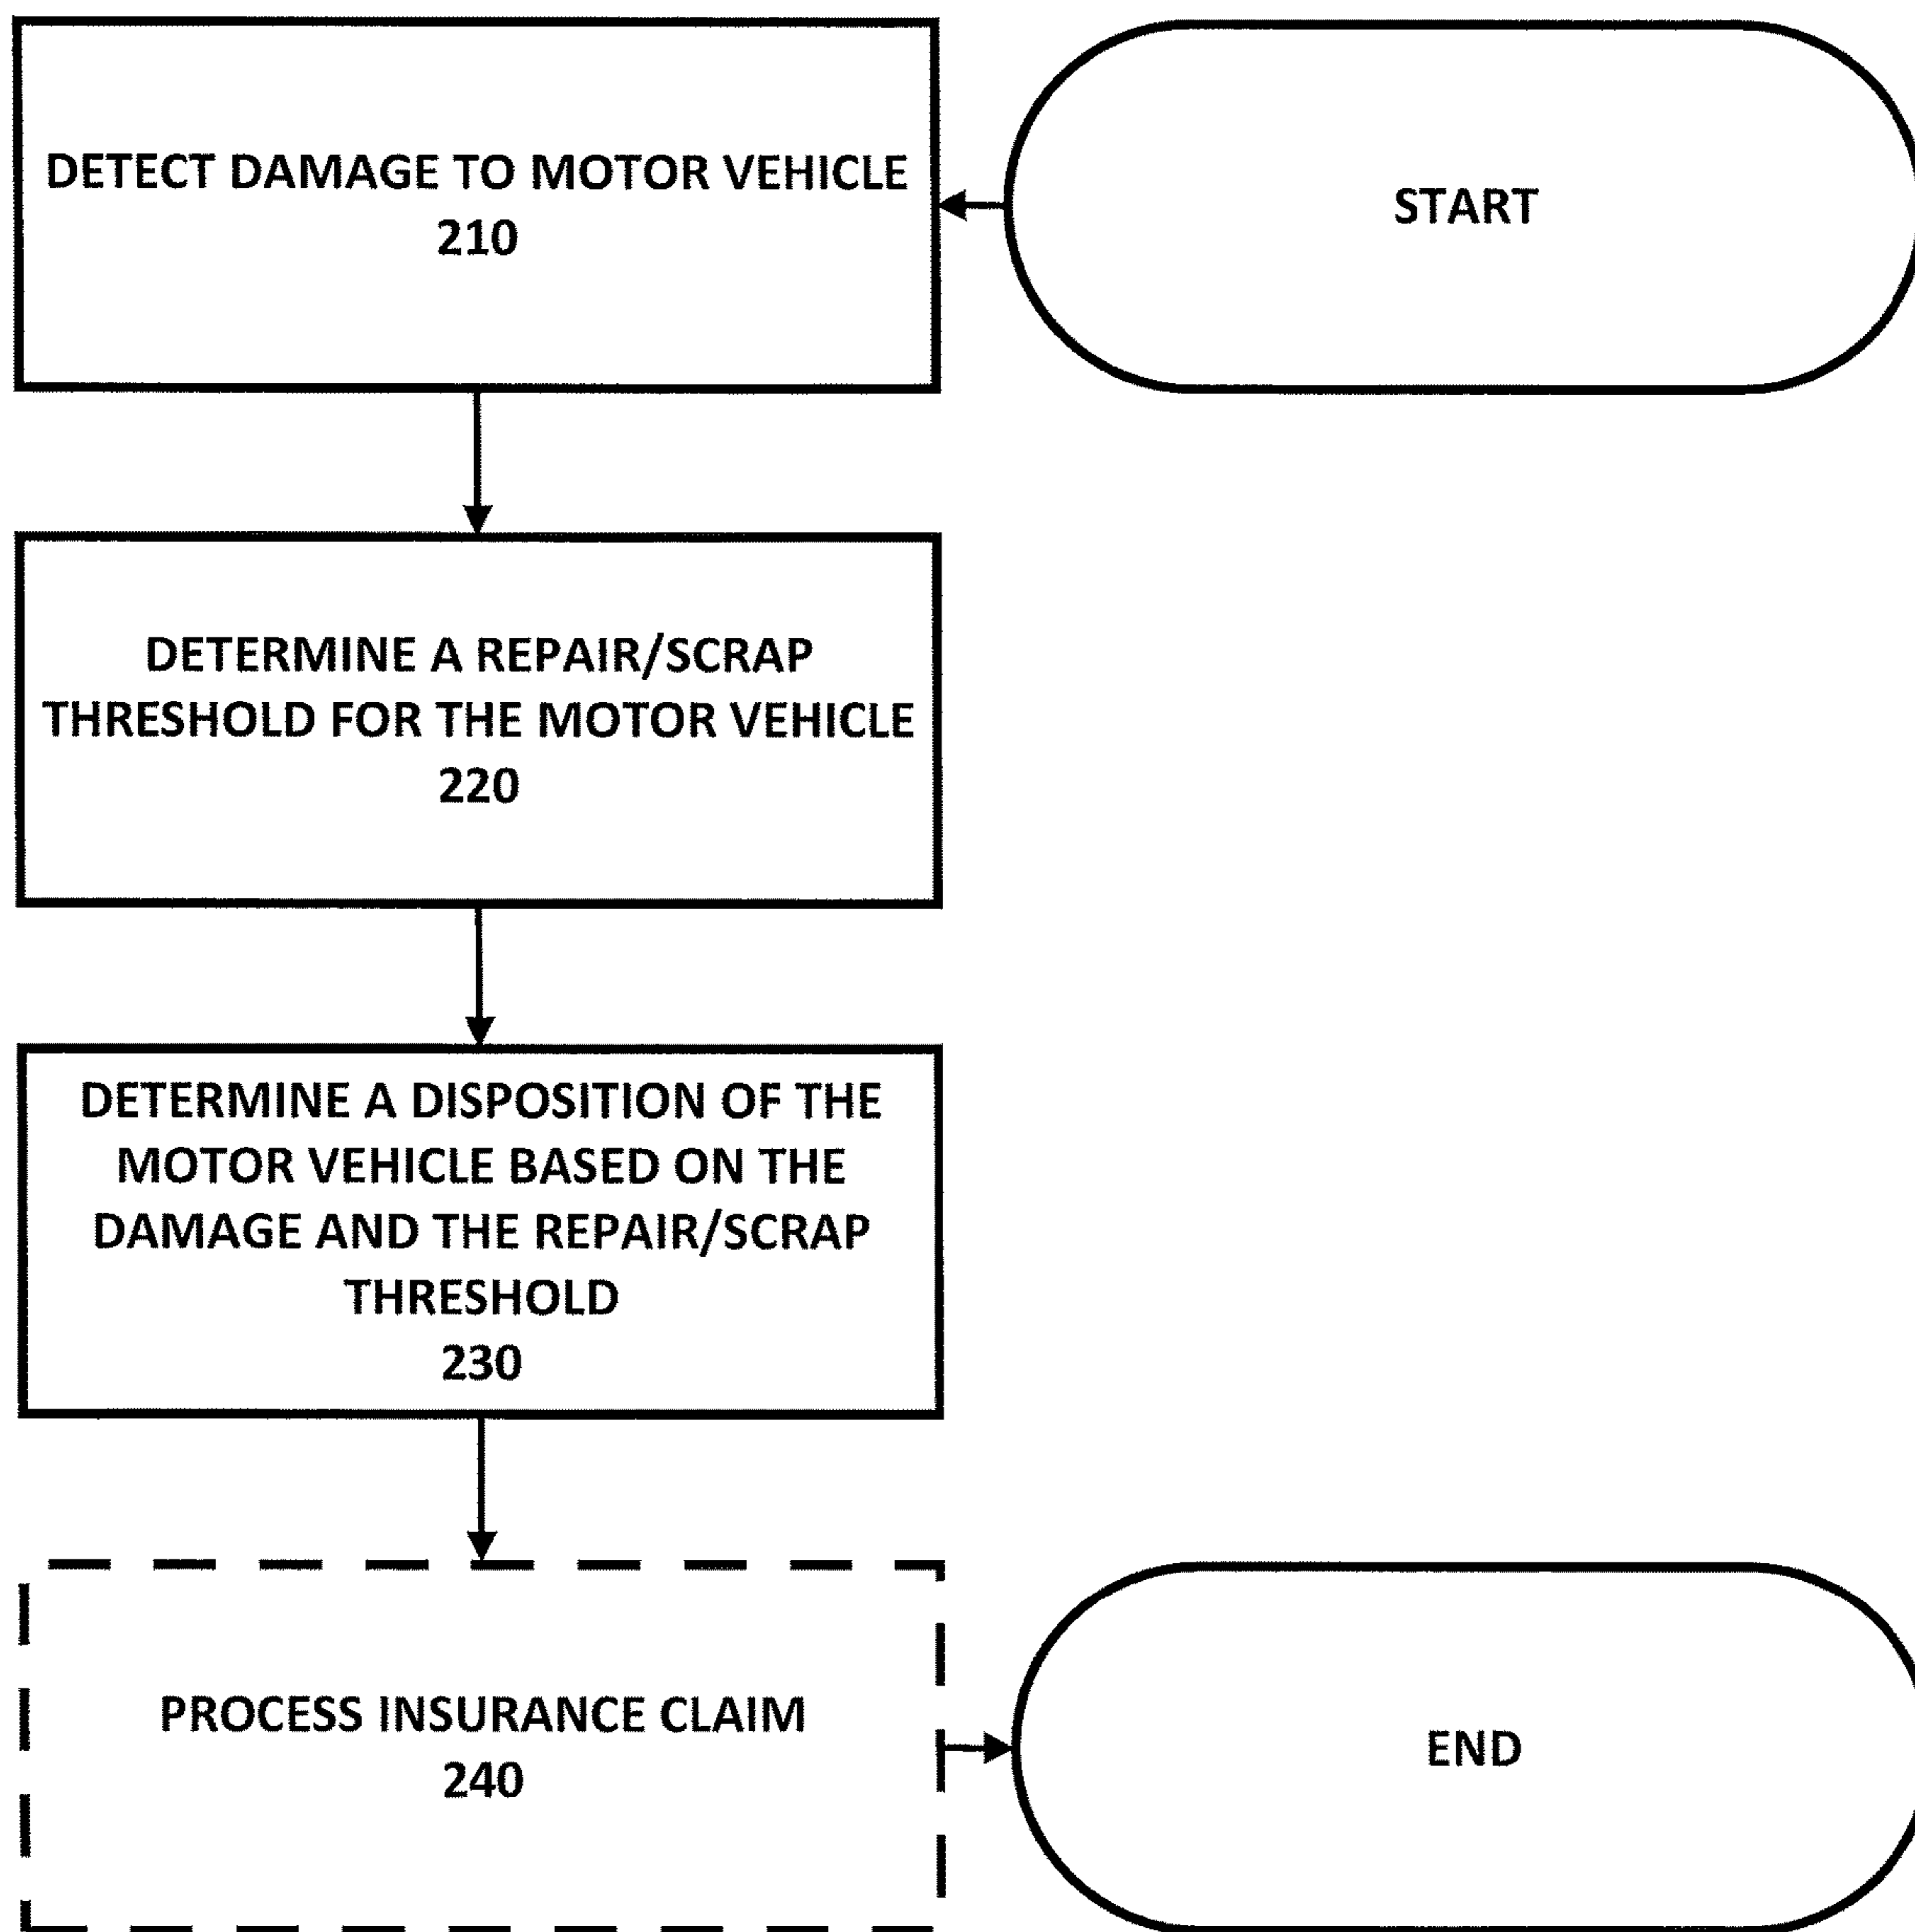 START
DETECT DAMAGE TO MOTOR VEHICLE
210
DETERMINE A REPAIR/SCRAP
THRESHOLD FOR THE MOTOR VEHICLE
220
DETERMINE A DISPOSITION OF THE
MOTOR VEHICLE BASED ON THE
DAMAGE AND THE REPAIR/SCRAP
THRESHOLD
230
PROCESS INSURANCE CLAIM
240
END